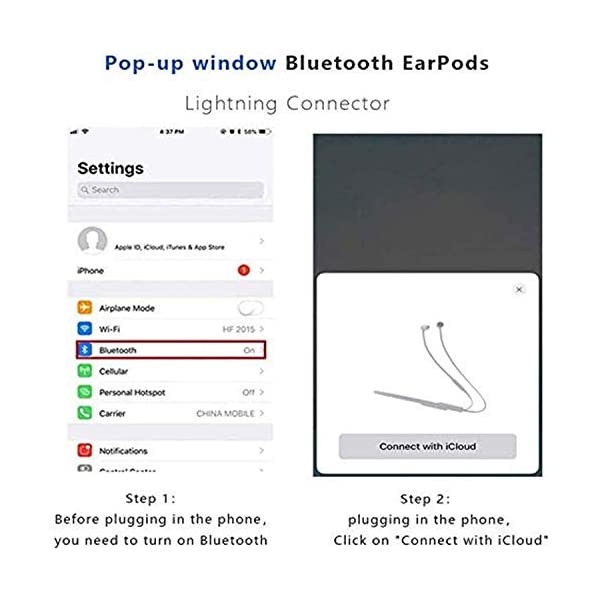 Pop-up window Bluetooth EarPods
Lightning Connector
4:37 PM
58%
Settings
Search
Apple ID, iCloud, iTunes & App Store
iPhone
1
Airplane Mode
Wi-Fi HF 2015
Bluetooth On
Cellular
Personal Hotspot Off
Carrier CHINA MOBILE
Notifications
Control Center
Connect with iCloud
Step 1:
Before plugging in the phone,
you need to turn on Bluetooth
Step 2:
plugging in the phone,
Click on "Connect with iCloud"